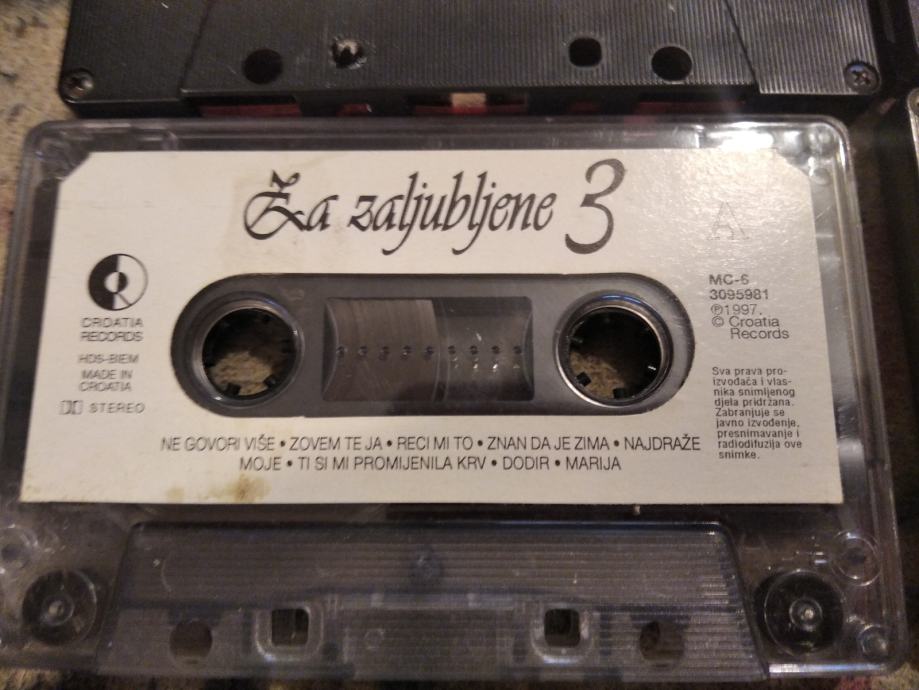 Za zaljubljene 3
A
CROATIA
RECORDS
HDS-BIEM
MADE IN
CROATIA
STEREO
MC-6
3095981
℗1997.
© Croatia
Records
Sva prava pro-
izvođača i vlas-
nika snimljenog
djela pridržana.
Zabranjuje se
javno izvođenje,
presnimavanje i
radiodifuzija ove
snimke.
NE GOVORI VIŠE • ZOVEM TE JA • RECI MI TO • ZNAN DA JE ZIMA • NAJDRAŽE
MOJE • TI SI MI PROMIJENILA KRV • DODIR • MARIJA